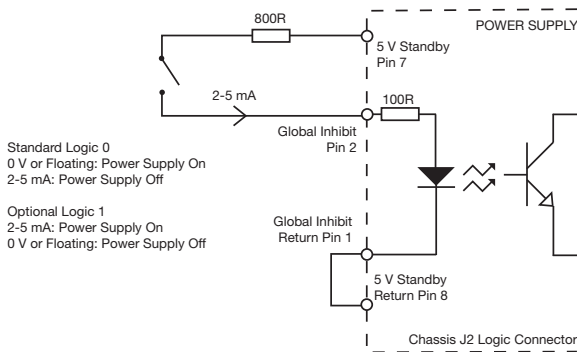 800R
POWER SUPPLY
5 V Standby
Pin 7
2-5 mA
100R
Global Inhibit
Pin 2
Standard Logic 0
0 V or Floating: Power Supply On
2-5 mA: Power Supply Off
Optional Logic 1
2-5 mA: Power Supply On
0 V or Floating: Power Supply Off
Global Inhibit
Return Pin 1
5 V Standby
Return Pin 8
Chassis J2 Logic Connector